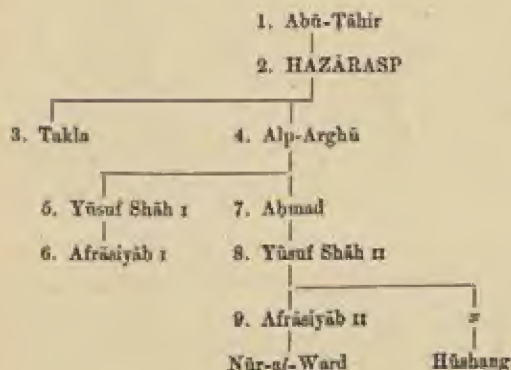 1. Abū-Ṭāhir
2. HAZĀRASP
3. Takla 4. Alp-Arghū
5. Yūsuf Shāh I 7. Aḥmad
6. Afrāsiyāb I 8. Yūsuf Shāh II
9. Afrāsiyāb II
Nūr-al-Ward Hūshang